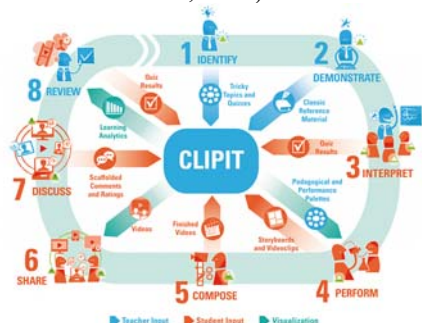 1 IDENTIFY
2
DEMONSTRATE
3 INTERPRET
4 PERFORM
5 COMPOSE
6
SHARE
7 DISCUSS
8 REVIEW
Quiz
Results
Tricky
Topics and
Quizzes
Classic
Reference
Material
Quiz
Results
Pedagogical and
Performance
Palettes
Storyboards
and Videoclips
Finished
Videos
Videos
Scaffolded
Comments
and Ratings
Learning
Analytics
CLIPIT
Teacher Input
Student Input
Visualization